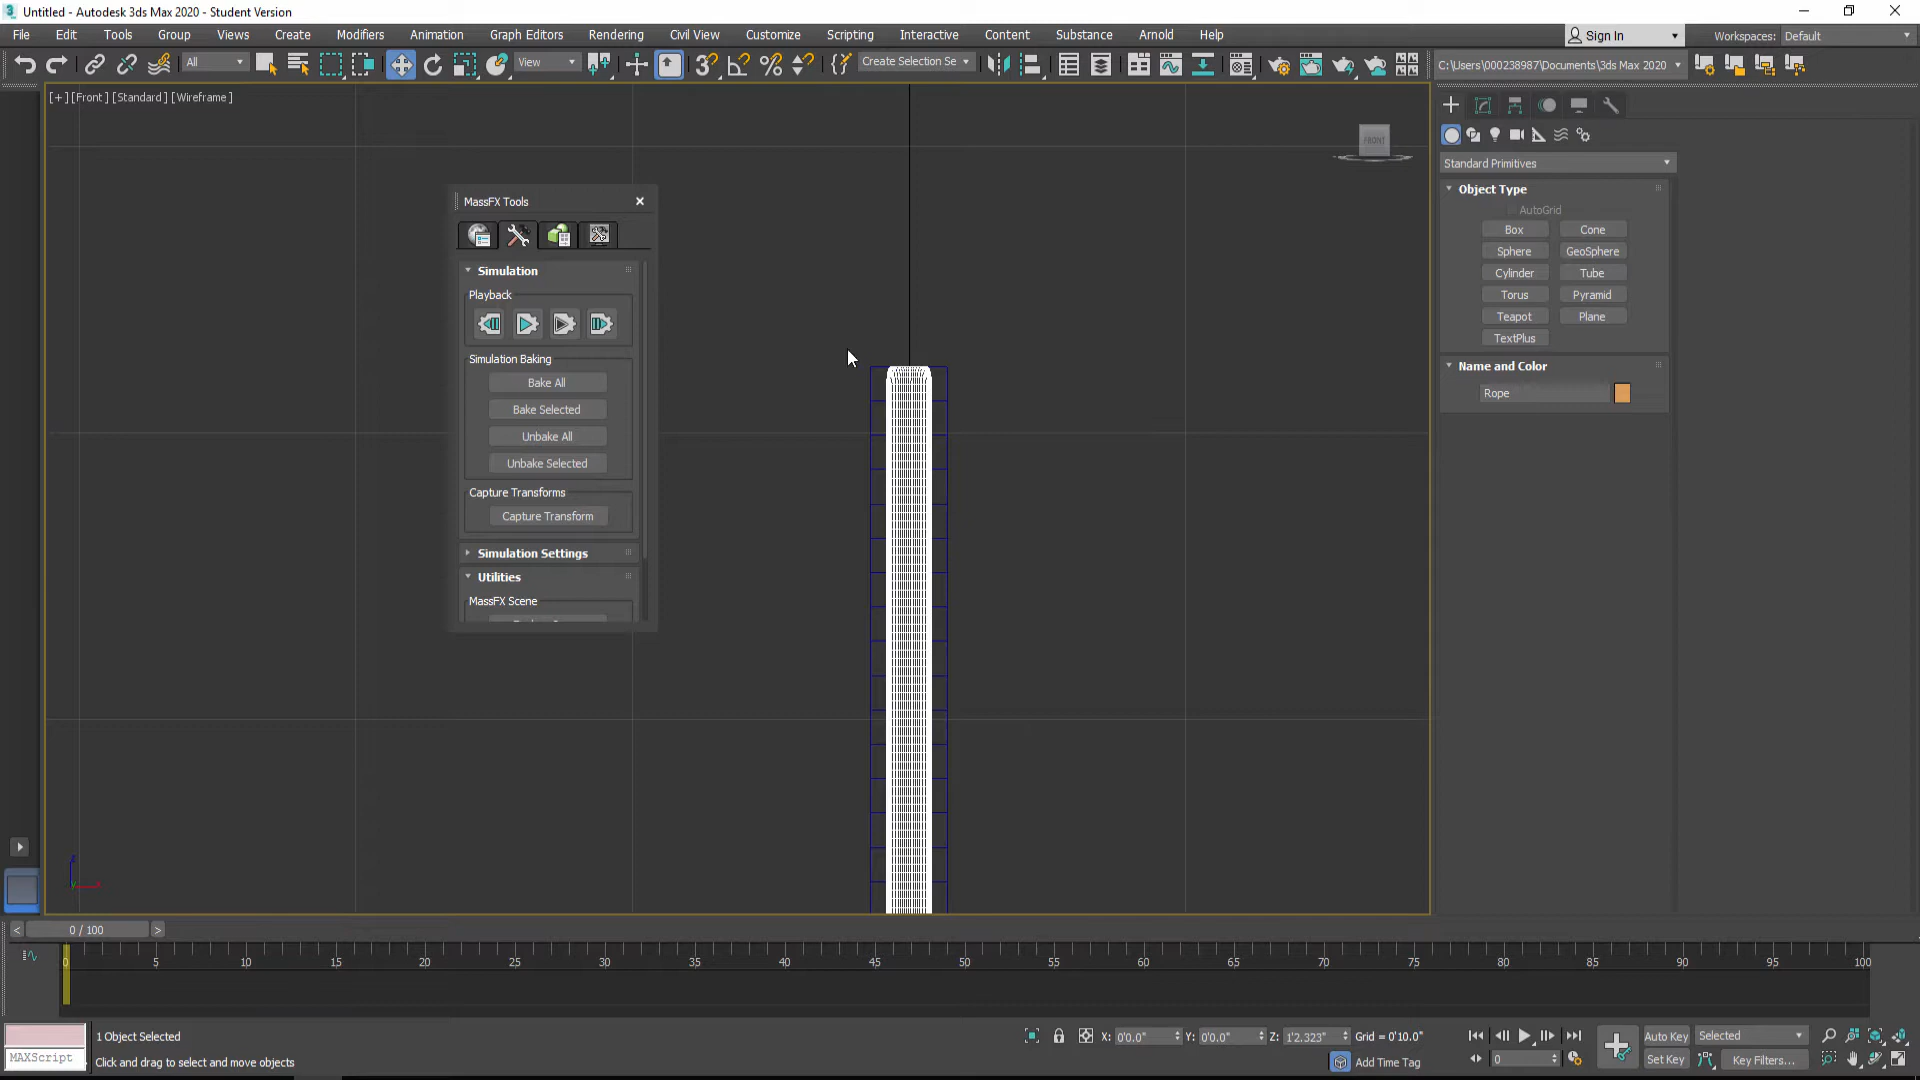 Untitled - Autodesk 3ds Max 2020 - Student Version
File Edit Tools Group Views Create Modifiers Animation Graph Editors Rendering Civil View Customize Scripting Interactive Content Substance Arnold Help Sign In Workspaces: Default
All View Create Selection Se C:\Users\000238987\Documents\3ds Max 2020
[+] [Front] [Standard] [Wireframe]
FRONT
Standard Primitives
Object Type
AutoGrid
Box Cone
Sphere GeoSphere
Cylinder Tube
Torus Pyramid
Teapot Plane
TextPlus
Name and Color
Rope
MassFX Tools
Simulation
Playback
Simulation Baking
Bake All
Bake Selected
Unbake All
Unbake Selected
Capture Transforms
Capture Transform
Simulation Settings
Utilities
MassFX Scene
z
x
< 0 / 100 >
0 5 10 15 20 25 30 35 40 45 50 55 60 65 70 75 80 85 90 95 100
1 Object Selected X: 0'0.0" Y: 0'0.0" Z: 1'2.323" Grid = 0'10.0" Auto Key Selected
MAXScript Click and drag to select and move objects Add Time Tag 0 Set Key Key Filters...